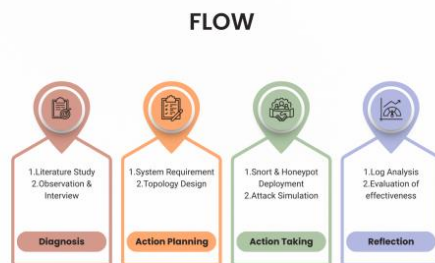 FLOW
1.Literature Study
2.Observation &
Interview
Diagnosis
1.System Requirement
2.Topology Design
Action Planning
1.Snort & Honeypot
Deployment
2.Attack Simulation
Action Taking
1.Log Analysis
2.Evaluation of
effectiveness
Reflection